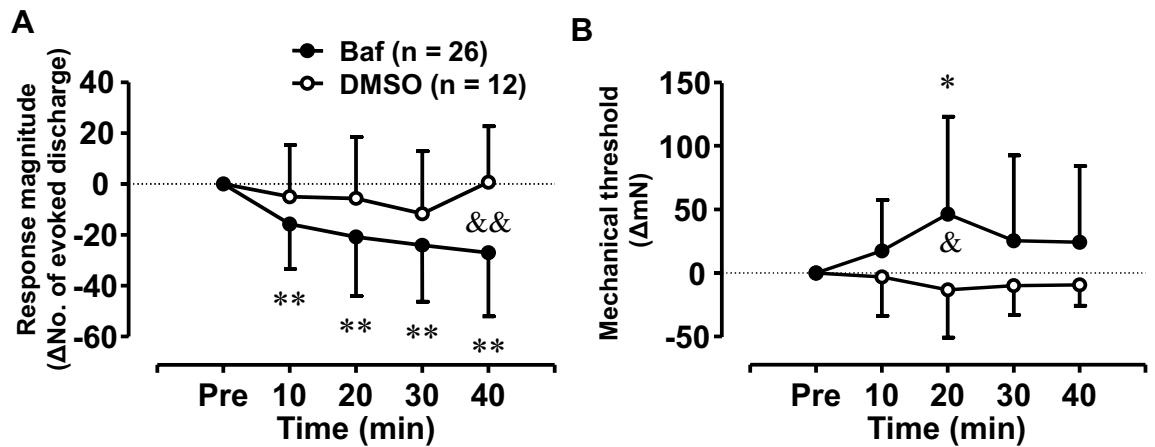 A
Baf (n = 26)
DMSO (n = 12)
Response magnitude
(ΔNo. of evoked discharge)
40
20
0
-20
-40
-60
&&
**
**
**
**
Pre 10 20 30 40
Time (min)
B
Mechanical threshold
(ΔmN)
150
100
50
0
-50
*
&
Pre 10 20 30 40
Time (min)